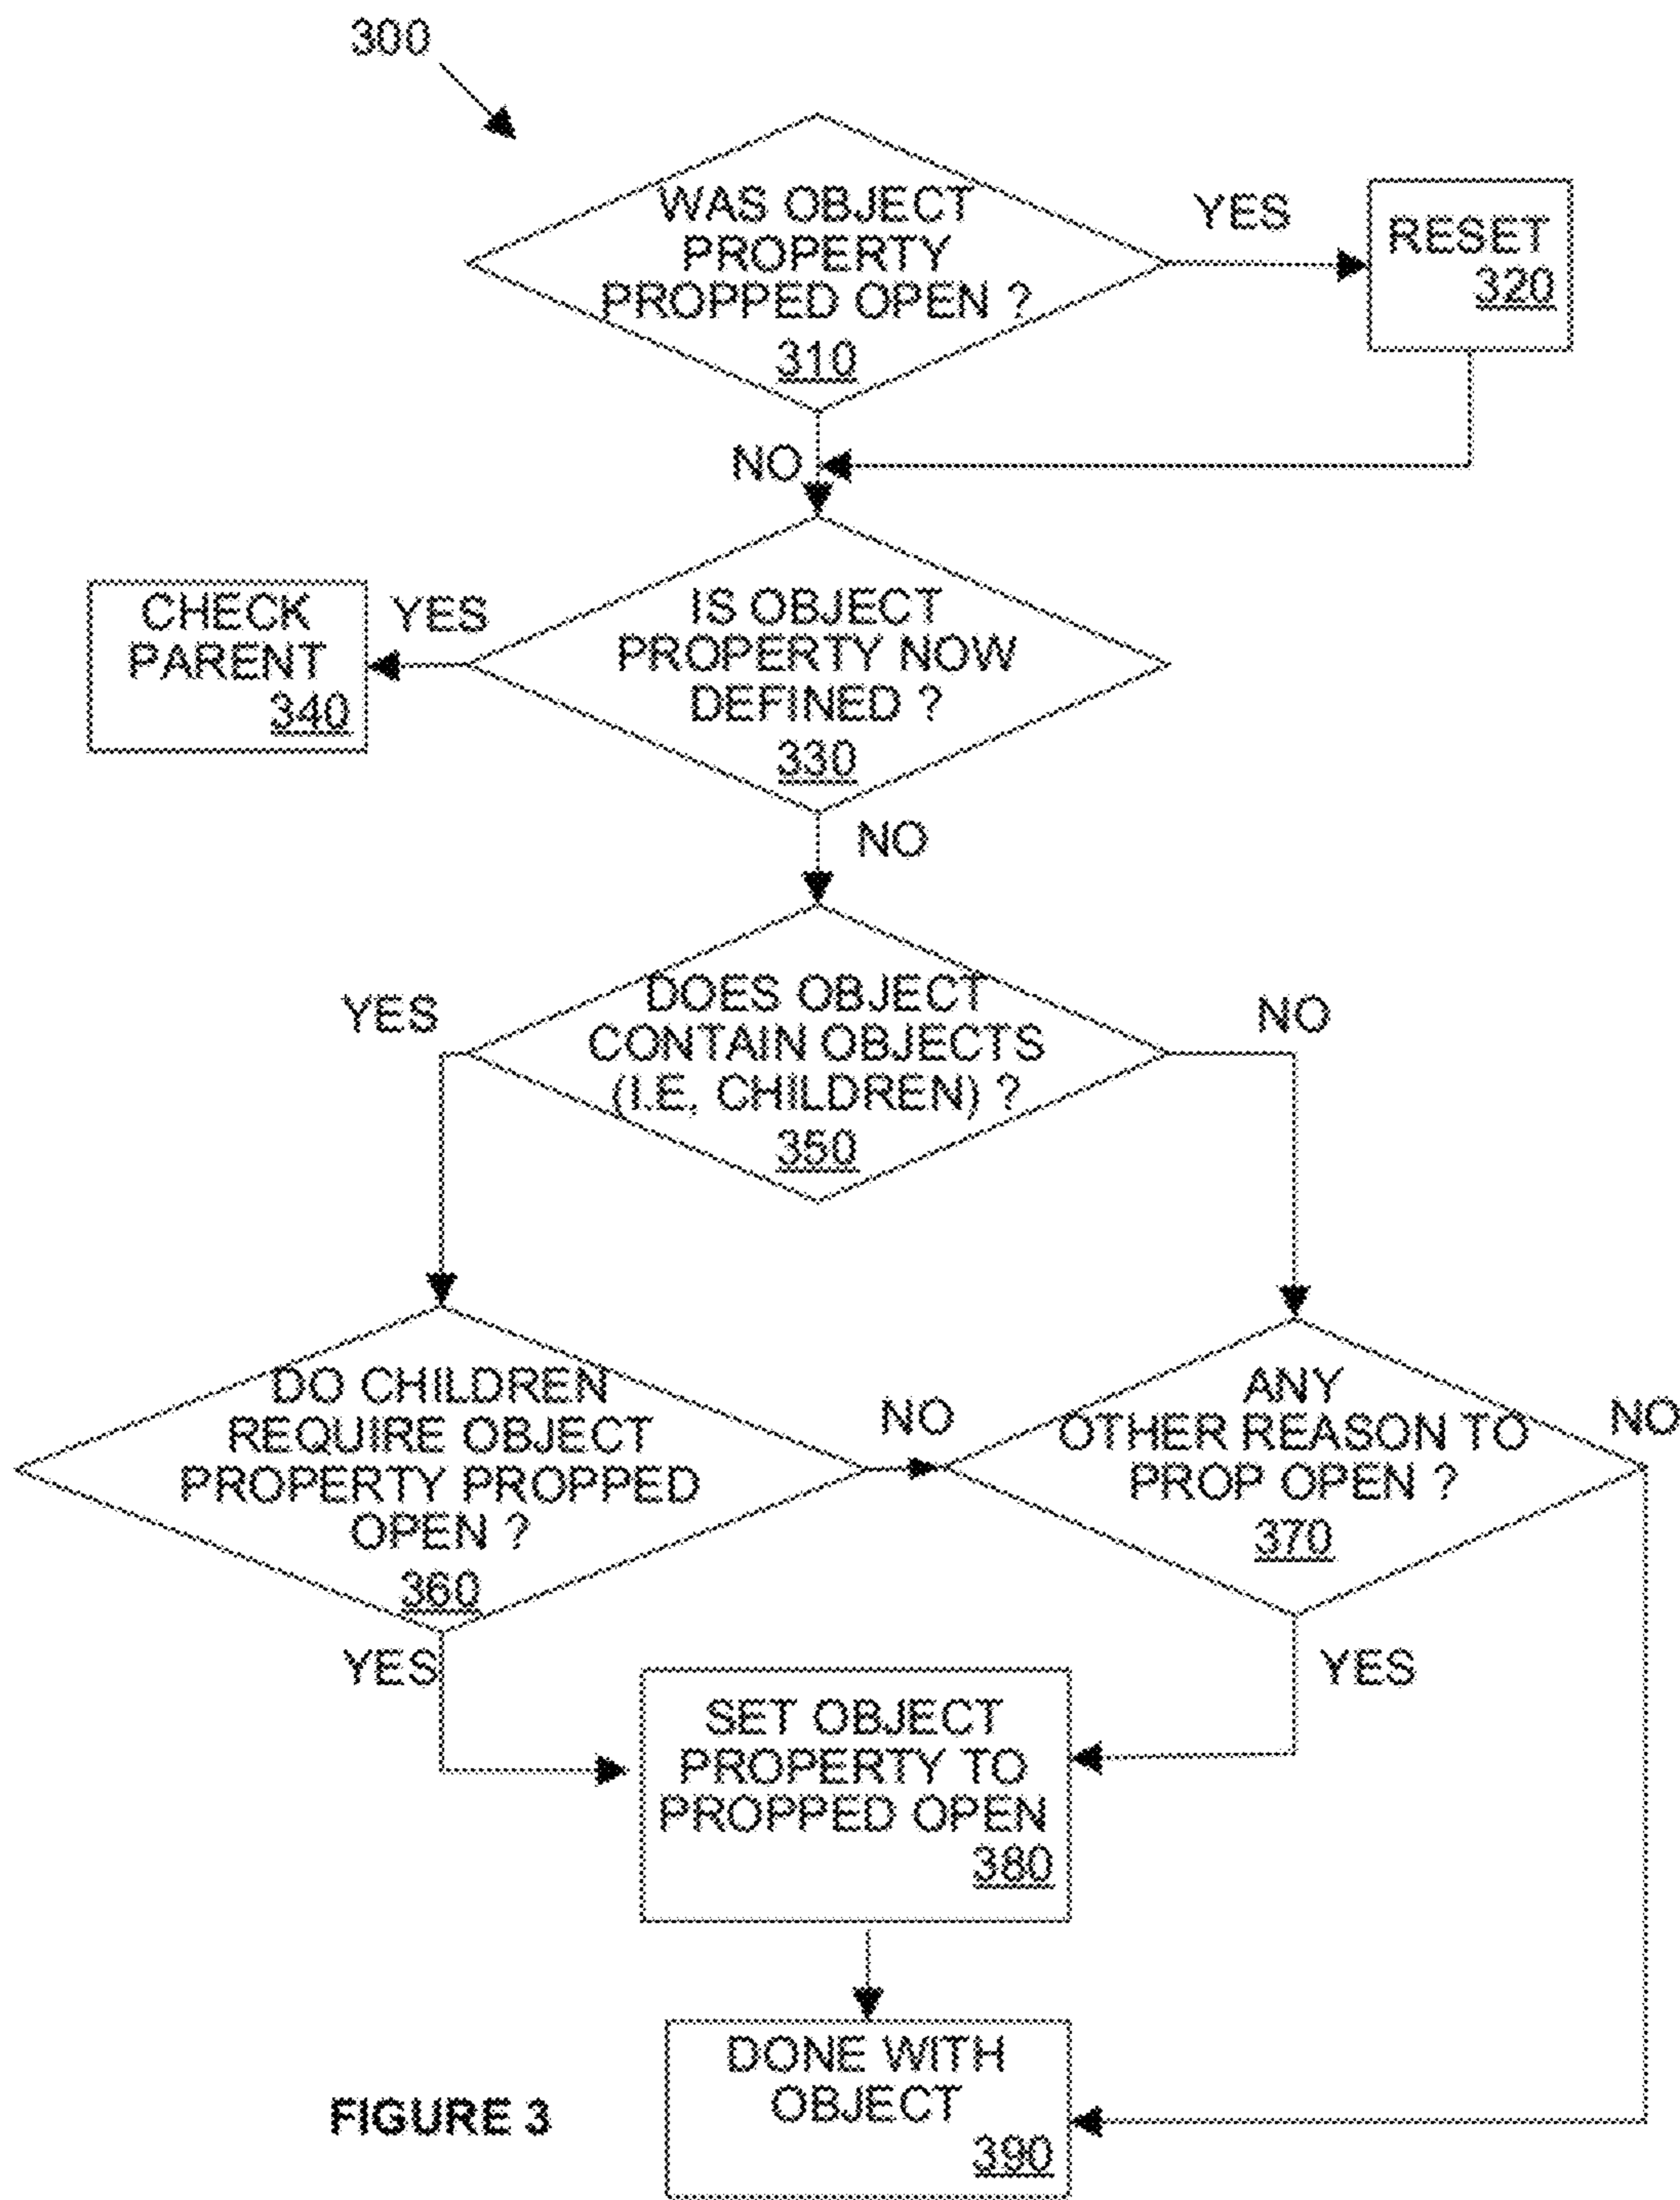 300
WAS OBJECT
PROPERTY
PROPPED OPEN ?
310
YES
RESET
320
NO
CHECK
PARENT
340
YES
IS OBJECT
PROPERTY NOW
DEFINED ?
330
NO
YES
DOES OBJECT
CONTAIN OBJECTS
(I.E, CHILDREN) ?
350
NO
DO CHILDREN
REQUIRE OBJECT
PROPERTY PROPPED
OPEN ?
360
NO
ANY
OTHER REASON TO
PROP OPEN ?
370
NO
YES
SET OBJECT
PROPERTY TO
PROPPED OPEN
380
YES
DONE WITH
OBJECT
390
FIGURE 3